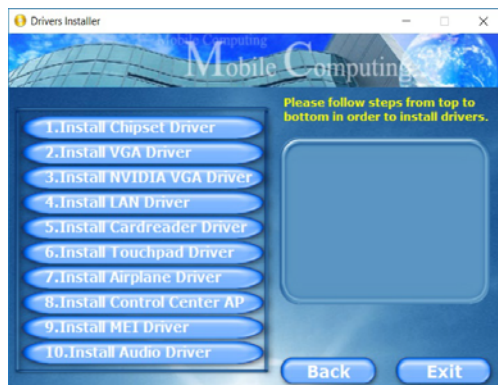 Drivers Installer
Mobile Computing
Mobile Computing
Please follow steps from top to
bottom in order to install drivers.
1.Install Chipset Driver
2.Install VGA Driver
3.Install NVIDIA VGA Driver
4.Install LAN Driver
5.Install Cardreader Driver
6.Install Touchpad Driver
7.Install Airplane Driver
8.Install Control Center AP
9.Install MEI Driver
10.Install Audio Driver
Back
Exit